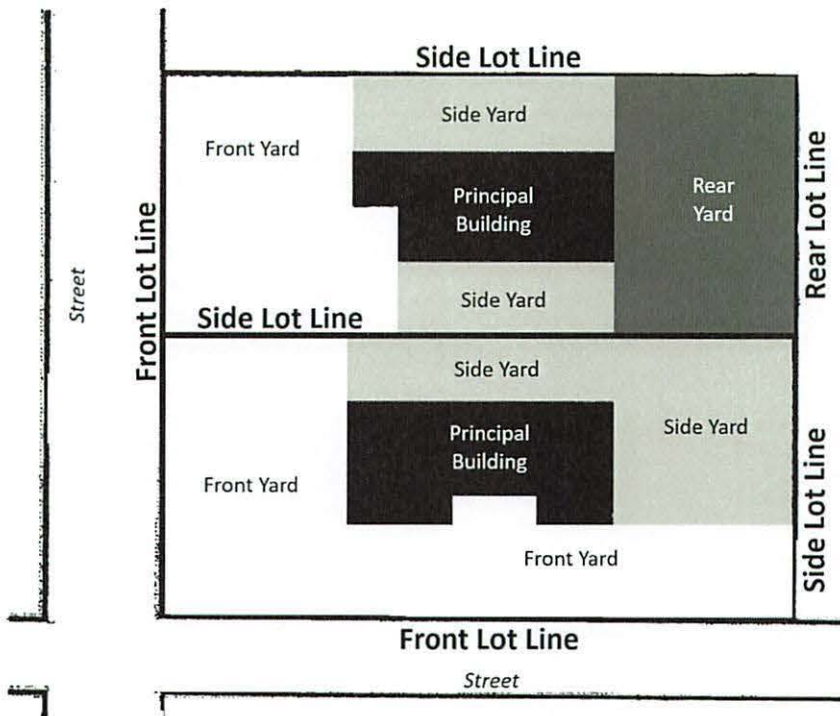 Side Lot Line
Side Yard
Front Yard
Principal
Building
Rear
Yard
Rear Lot Line
Street
Front Lot Line
Side Yard
Side Lot Line
Side Yard
Principal
Building
Side Yard
Front Yard
Side Lot Line
Front Yard
Front Lot Line
Street